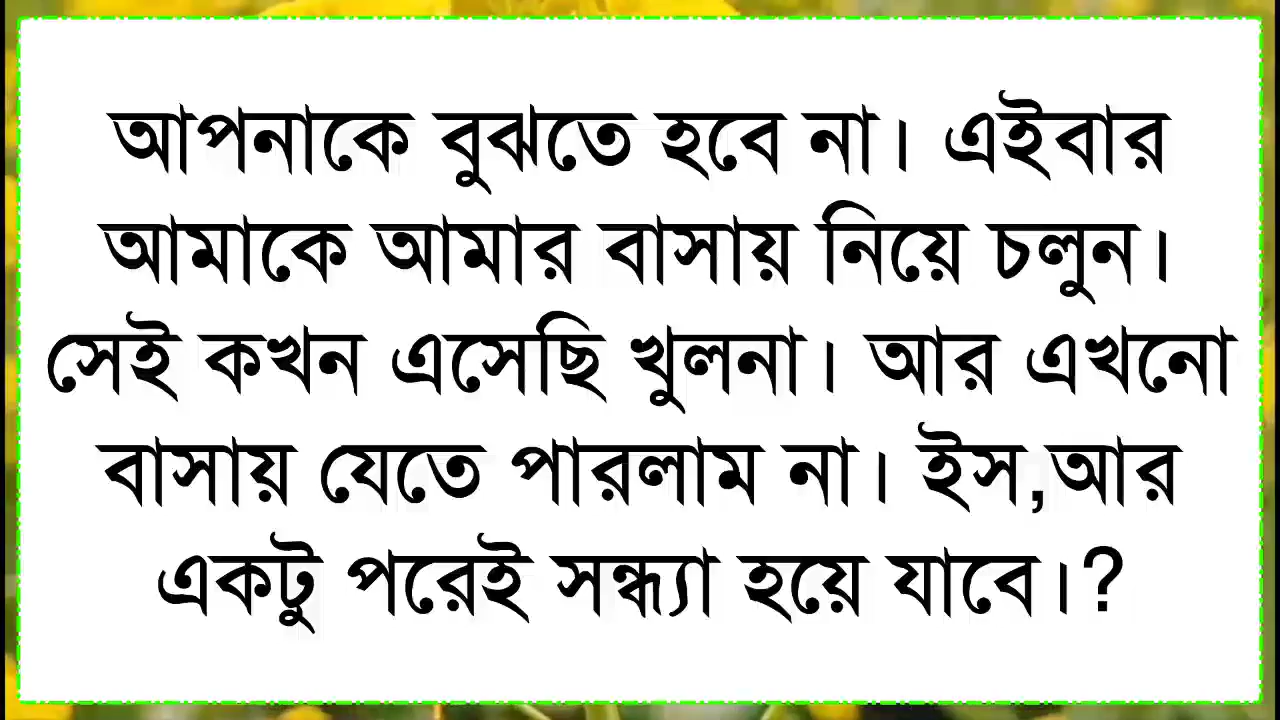 আপনাকে বুঝতে হবে না। এইবার
আমাকে আমার বাসায় নিয়ে চলুন।
সেই কখন এসেছি খুলনা। আর এখনো
বাসায় যেতে পারলাম না। ইস,আর
একটু পরেই সন্ধ্যা হয়ে যাবে।?